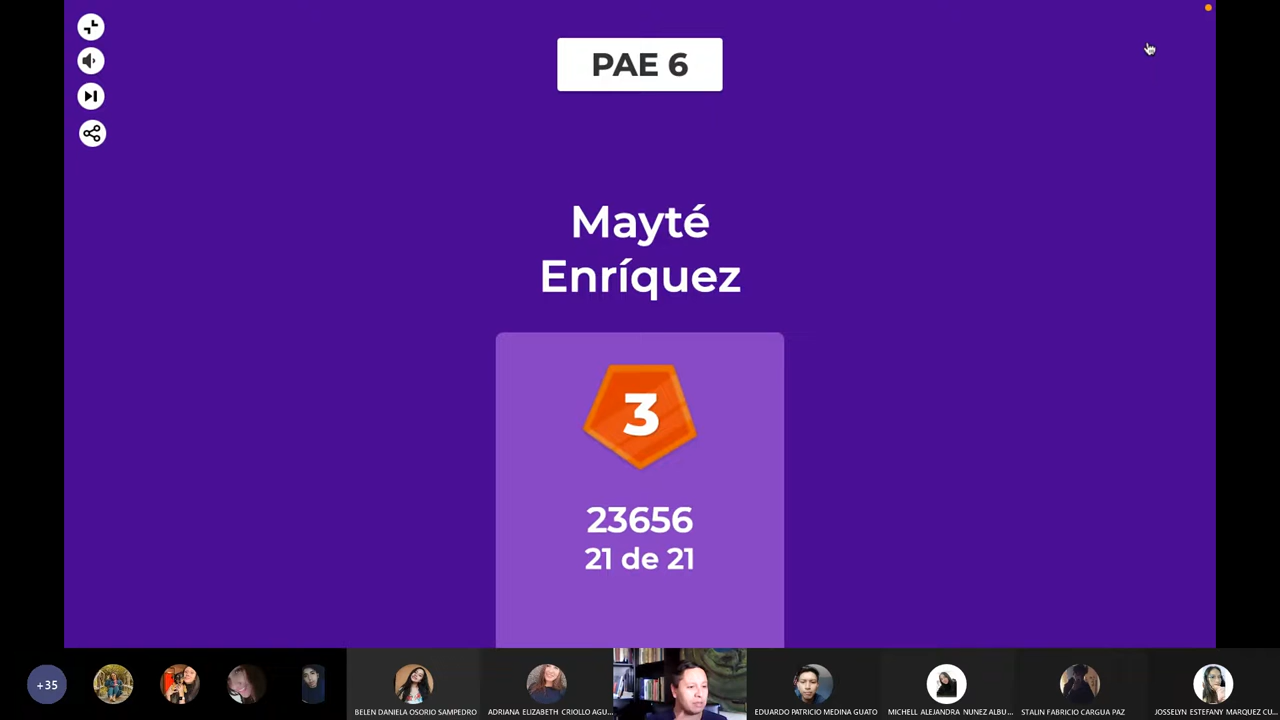 PAE 6
Mayté
Enríquez
3
23656
21 de 21
+35
BELEN DANIELA OSORIO SAMPEDRO
ADRIANA ELIZABETH CRIOLLO AGU...
EDUARDO PATRICIO MEDINA GUATO
MICHELL ALEJANDRA NUNEZ ALBU...
STALIN FABRICIO CARGUA PAZ
JOSSELYN ESTEFANY MARQUEZ CU...